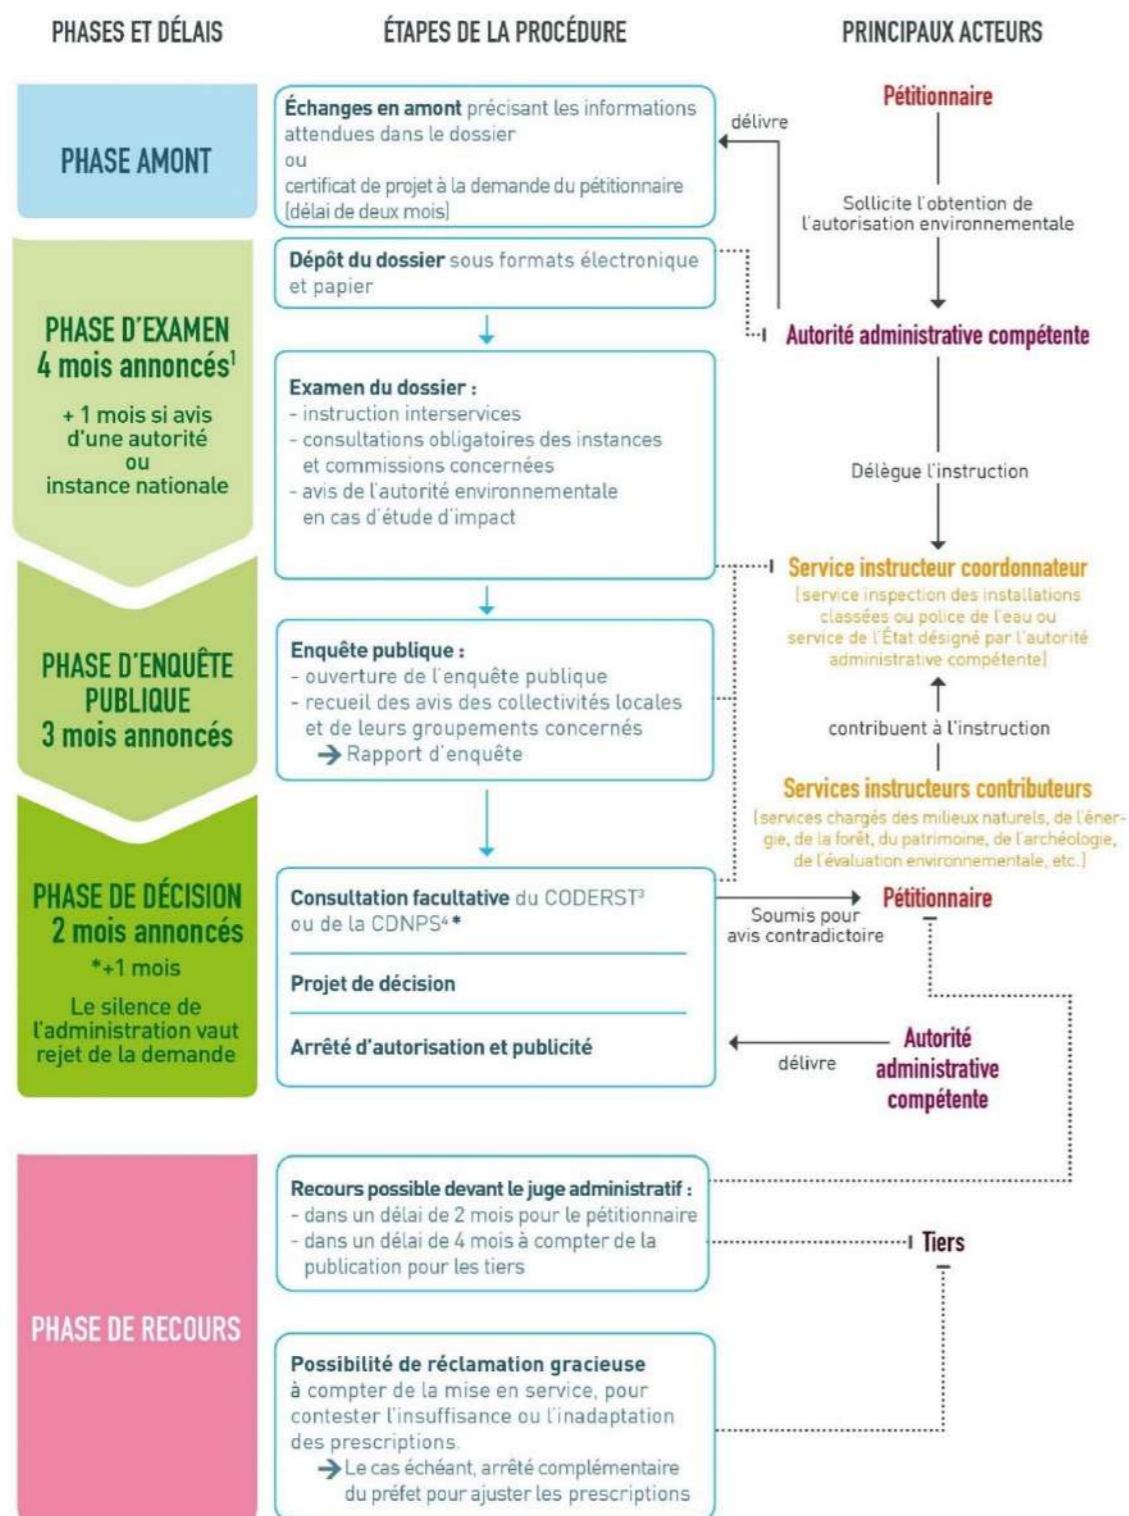 PHASES ET DÉLAIS
ÉTAPES DE LA PROCÉDURE
PRINCIPAUX ACTEURS
PHASE AMONT
Échanges en amont précisant les informations
attendues dans le dossier
ou
certificat de projet à la demande du pétitionnaire
(délai de deux mois)
délivre
Pétitionnaire
Sollicite l'obtention de
l'autorisation environnementale
PHASE D'EXAMEN
4 mois annoncés¹
+ 1 mois si avis
d'une autorité
ou
instance nationale
Dépôt du dossier sous formats électronique
et papier
Autorité administrative compétente
Examen du dossier :
- instruction interservices
- consultations obligatoires des instances
et commissions concernées
- avis de l'autorité environnementale
en cas d'étude d'impact
Délègue l'instruction
Service instructeur coordonnateur
(service inspection des installations
classées ou police de l'eau ou
service de l'État désigné par l'autorité
administrative compétente)
PHASE D'ENQUÊTE
PUBLIQUE
3 mois annoncés
Enquête publique :
- ouverture de l'enquête publique
- recueil des avis des collectivités locales
et de leurs groupements concernés
→ Rapport d'enquête
contribuent à l'instruction
Services instructeurs contributeurs
(services chargés des milieux naturels, de l'éner-
gie, de la forêt, du patrimoine, de l'archéologie,
de l'évaluation environnementale, etc.)
PHASE DE DÉCISION
2 mois annoncés
*+1 mois
Le silence de
l'administration vaut
rejet de la demande
Consultation facultative du CODERST³
ou de la CDNPS⁴ *
Projet de décision
Arrêté d'autorisation et publicité
Soumis pour
avis contradictoire
Pétitionnaire
délivre
Autorité
administrative
compétente
PHASE DE RECOURS
Recours possible devant le juge administratif :
- dans un délai de 2 mois pour le pétitionnaire
- dans un délai de 4 mois à compter de la
publication pour les tiers
Tiers
Possibilité de réclamation gracieuse
à compter de la mise en service, pour
contester l'insuffisance ou l'inadaptation
des prescriptions.
→ Le cas échéant, arrêté complémentaire
du préfet pour ajuster les prescriptions